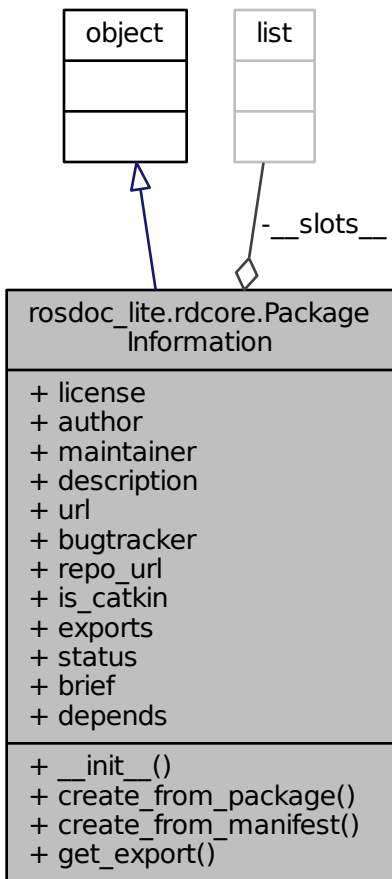 object
list
-__slots__
rosdoc_lite.rdcore.Package
Information
+ license
+ author
+ maintainer
+ description
+ url
+ bugtracker
+ repo_url
+ is_catkin
+ exports
+ status
+ brief
+ depends
+ __init__()
+ create_from_package()
+ create_from_manifest()
+ get_export()